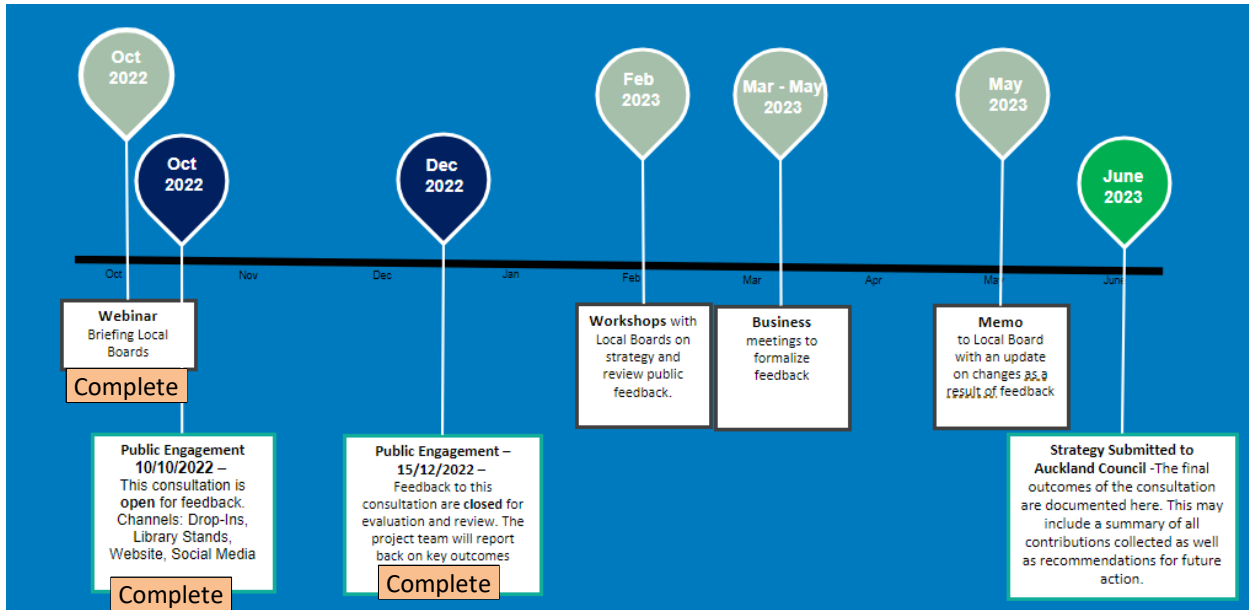 Oct
2022
Oct
2022
Dec
2022
Feb
2023
Mar - May
2023
May
2023
June
2023
Oct
Nov
Dec
Jan
Feb
Mar
Apr
May
June
Webinar
Briefing Local
Boards
Complete
Public Engagement
10/10/2022 –
This consultation is
open for feedback.
Channels: Drop-Ins,
Library Stands,
Website, Social Media
Complete
Public Engagement –
15/12/2022 –
Feedback to this
consultation are closed for
evaluation and review. The
project team will report
back on key outcomes
Complete
Workshops with
Local Boards on
strategy and
review public
feedback.
Business
meetings to
formalize
feedback
Memo
to Local Board
with an update
on changes as a
result of feedback
Strategy Submitted to
Auckland Council -The final
outcomes of the consultation
are documented here. This may
include a summary of all
contributions collected as well
as recommendations for future
action.